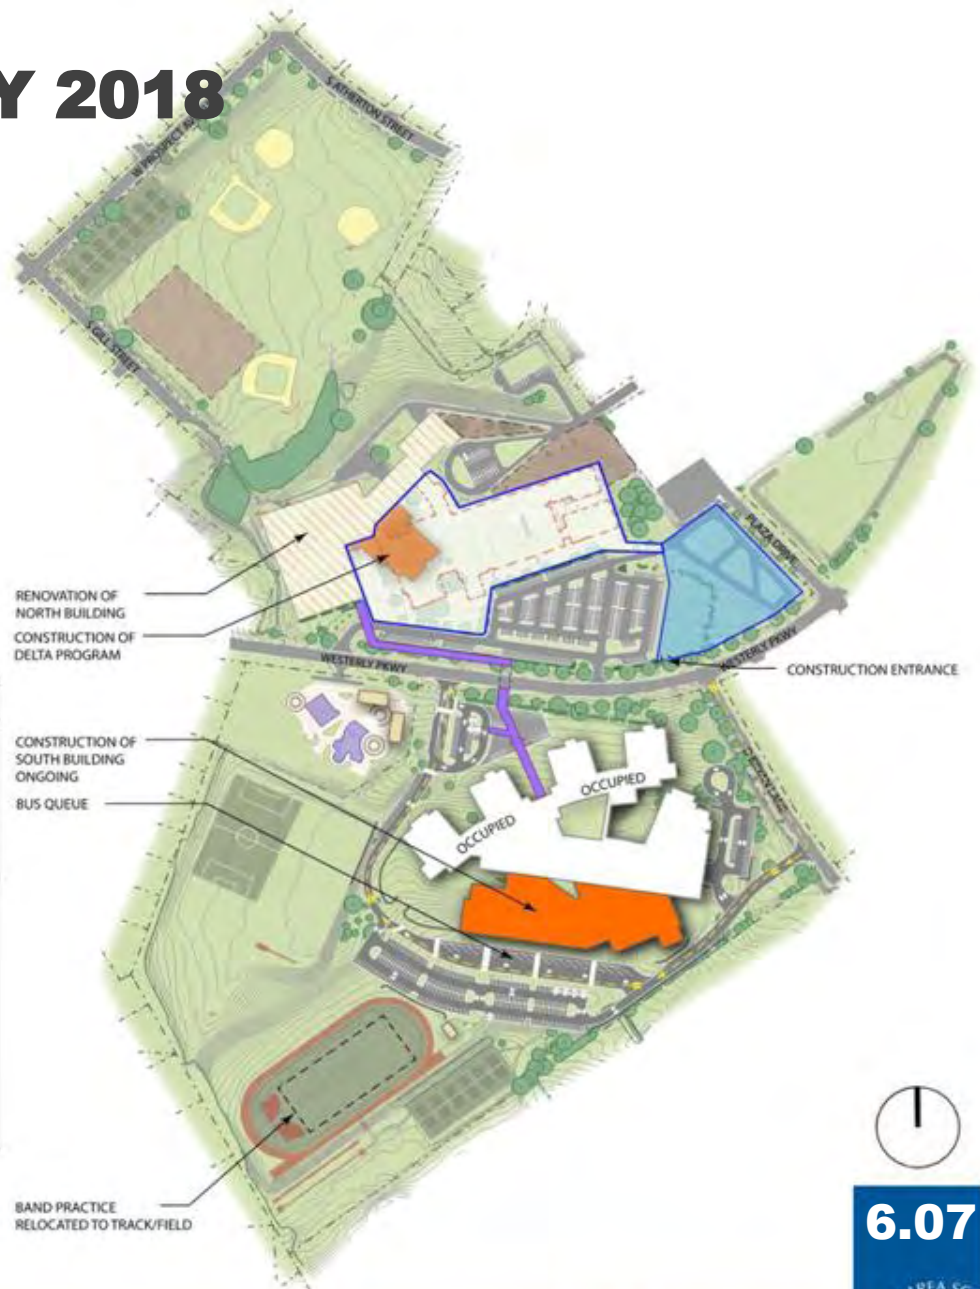 Y 2018
S ATHERTON STREET
W PROSPECT AVE
S GILL STREET
PLAZA DRIVE
RENOVATION OF
NORTH BUILDING
CONSTRUCTION OF
DELTA PROGRAM
WESTERLY PKWY
WESTERLY PKWY
CONSTRUCTION ENTRANCE
CONSTRUCTION OF
SOUTH BUILDING
ONGOING
BUS QUEUE
OCCUPIED
OCCUPIED
BAND PRACTICE
RELOCATED TO TRACK/FIELD
6.07